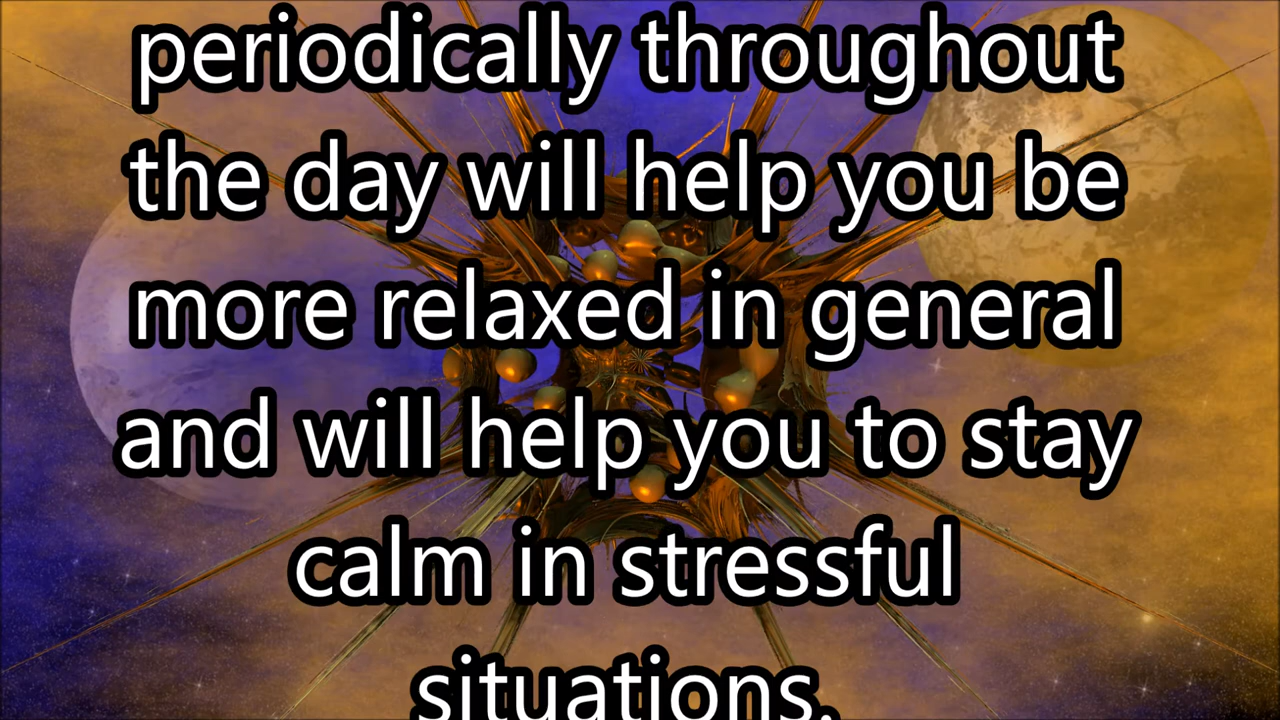 periodically throughout
the day will help you be
more relaxed in general
and will help you to stay
calm in stressful
situations.